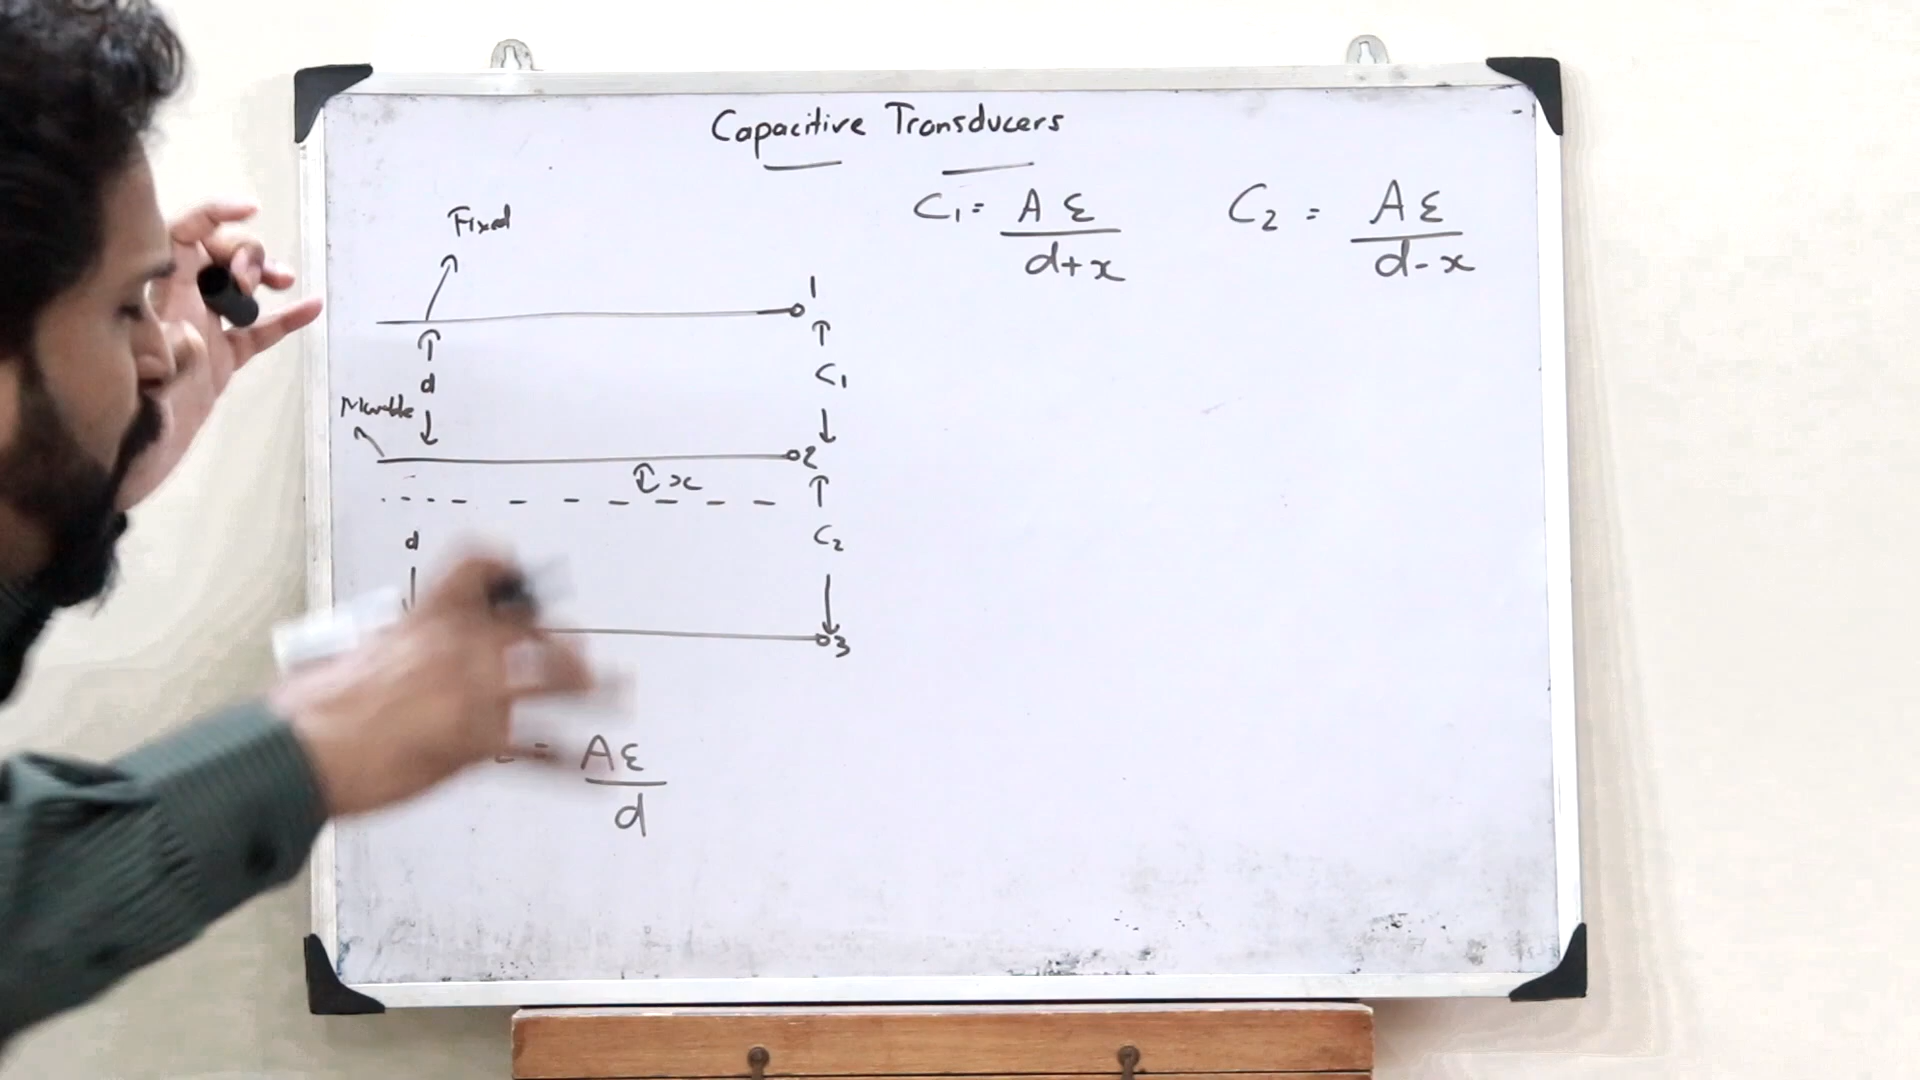 Capacitive Transducers
C₁ = Aε / d+x
C₂ = Aε / d-x
Fixed
1
d
C₁
Movable
2
x
d
C₂
3
C = Aε / d